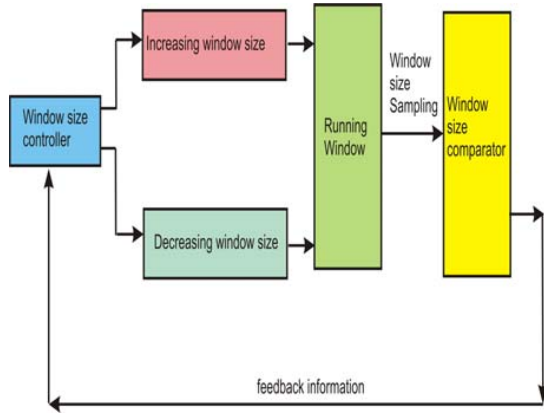 Increasing window size
Window size
controller
Decreasing window size
Running
Window
Window
size
Sampling
Window
size
comparator
feedback information